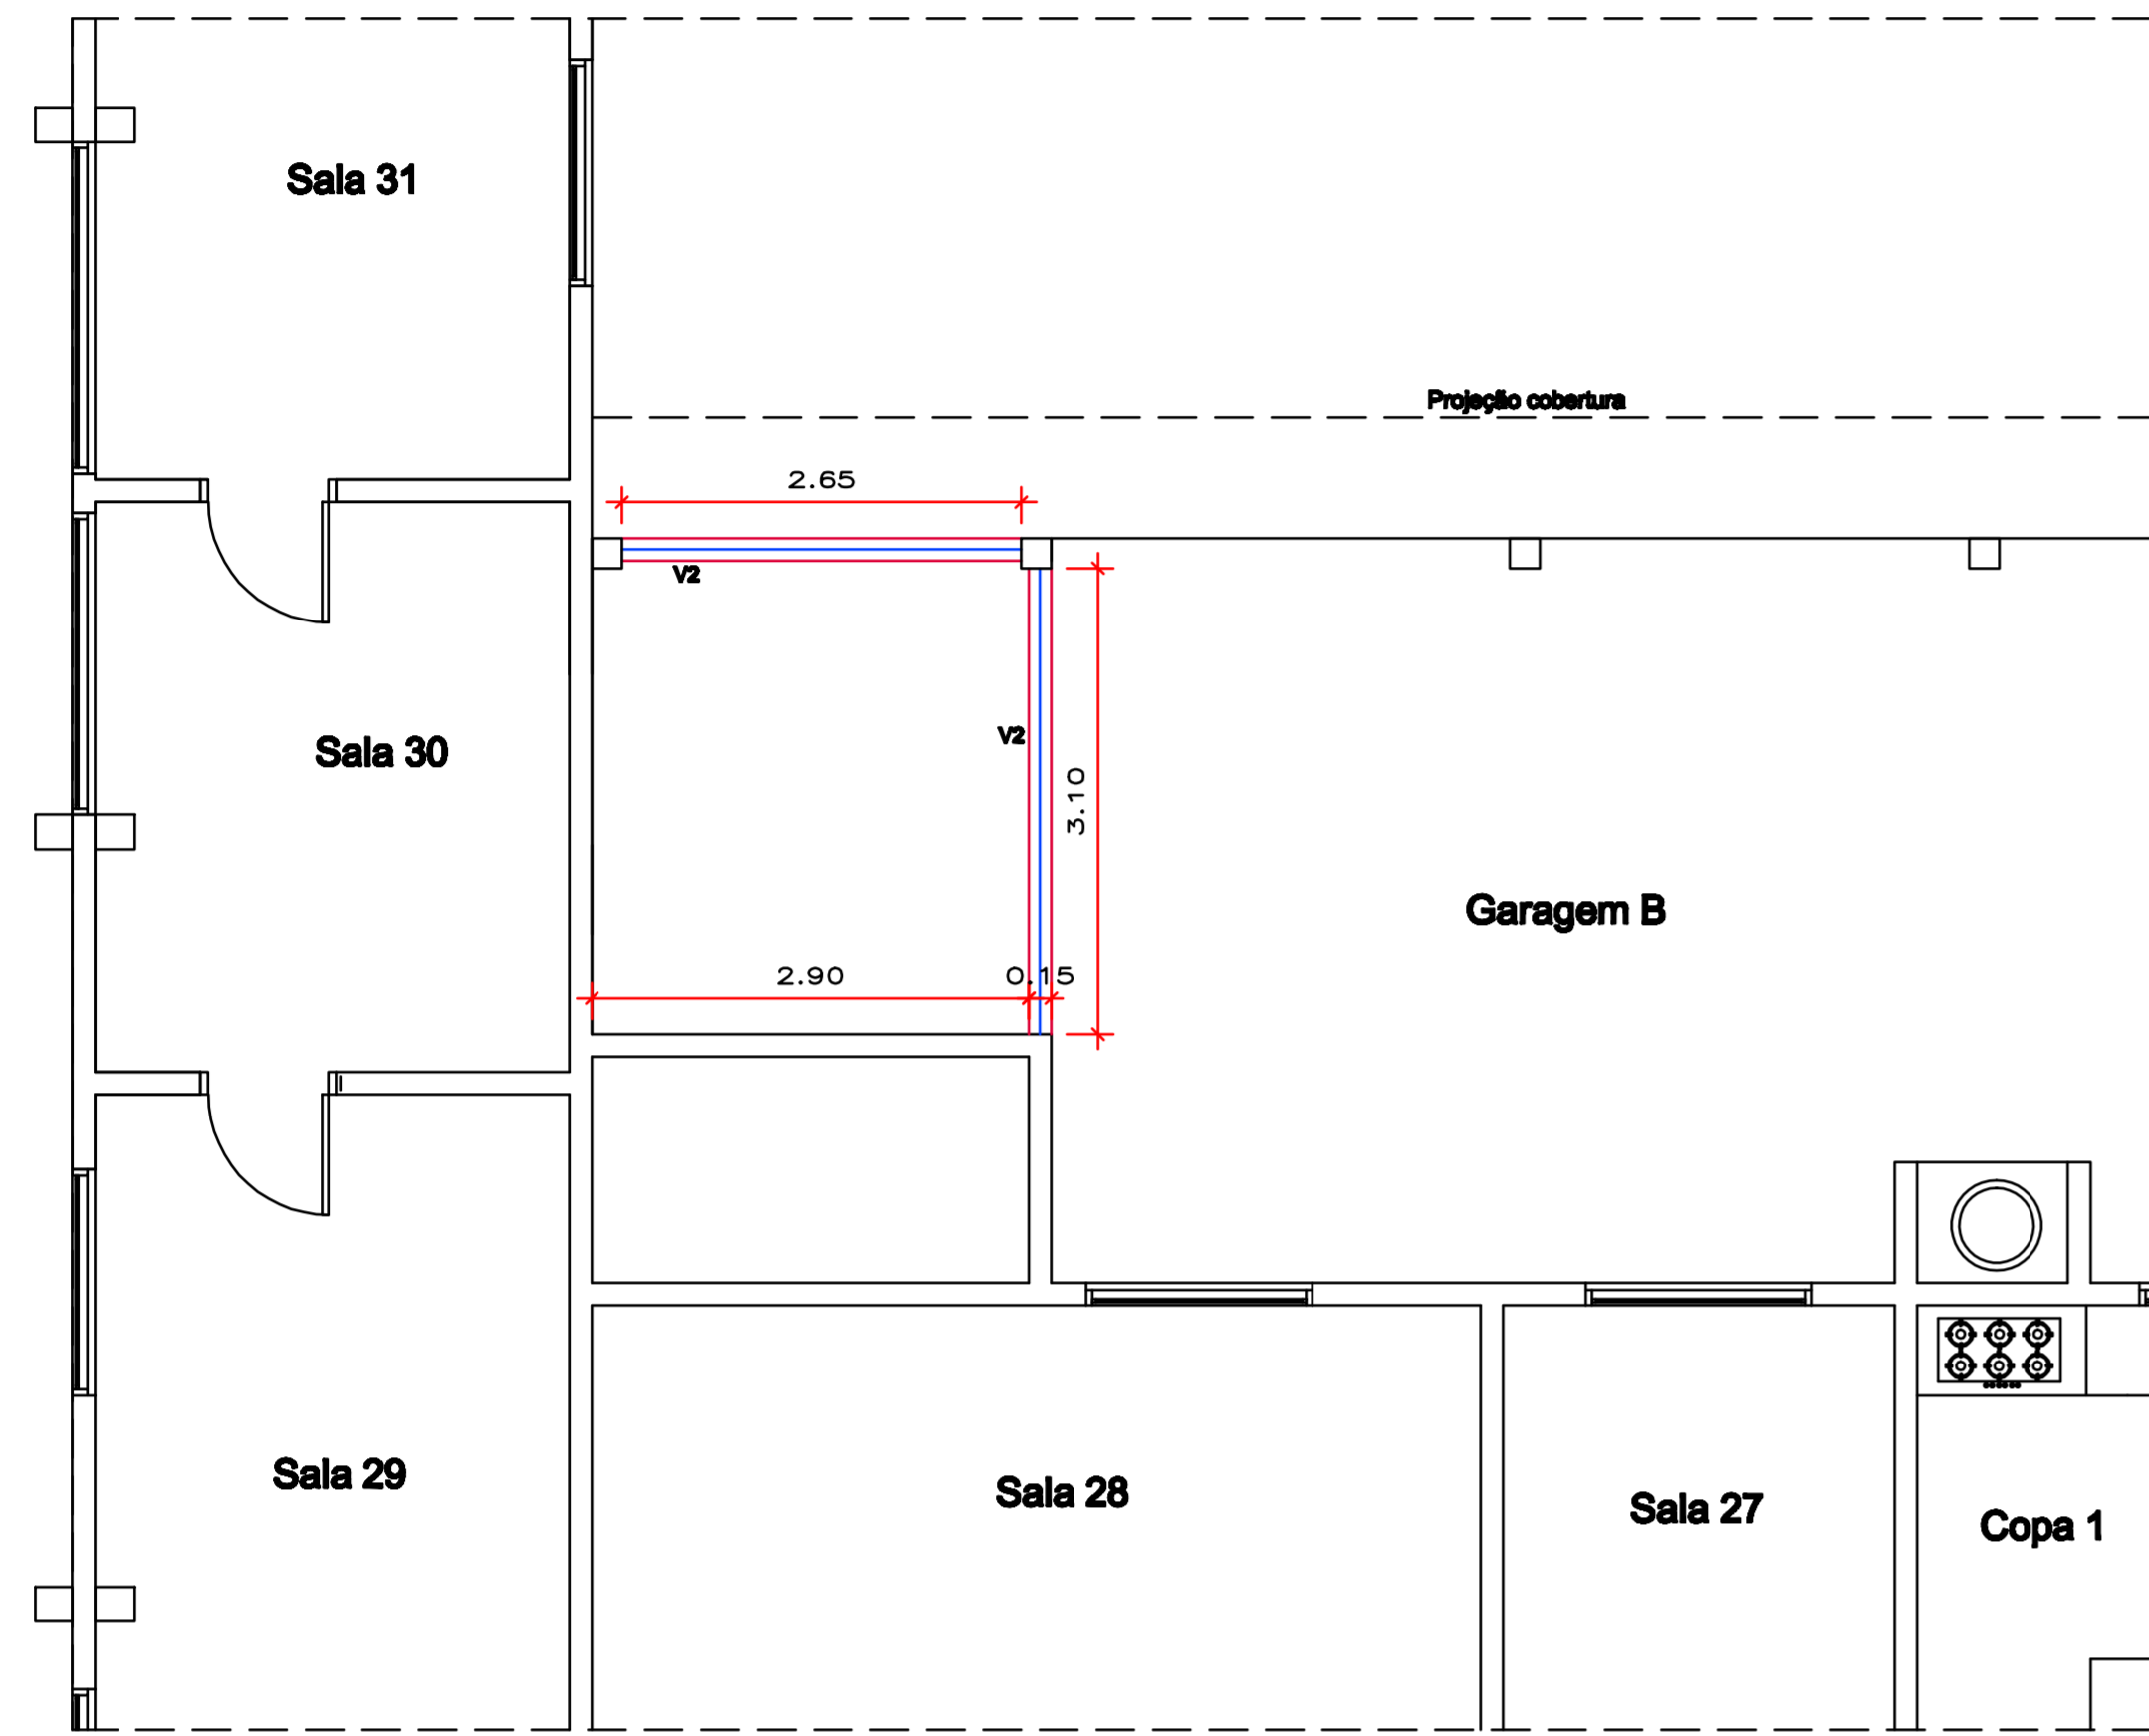 Sala 31
Projeção cobertura
2.65
V2
V2
Sala 30
3.10
Garagem B
2.90
0.15
Sala 29
Sala 28
Sala 27
Copa 1